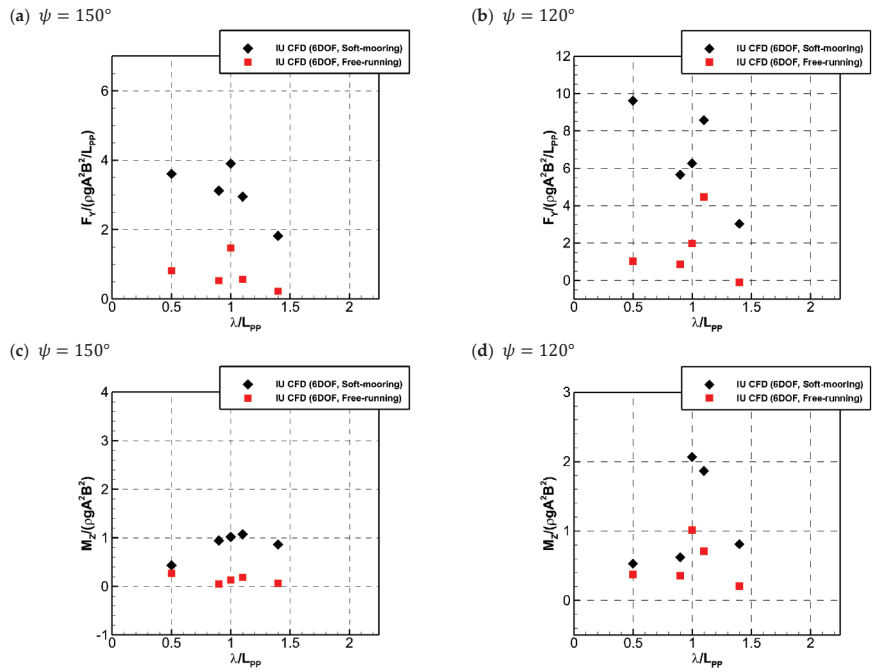 (a) ψ = 150°
IU CFD (6DOF, Soft-mooring)
IU CFD (6DOF, Free-running)
6
4
2
0
F_Y/(ρgA²B²/L_PP)
0 0.5 1 1.5 2
λ/L_PP
(b) ψ = 120°
IU CFD (6DOF, Soft-mooring)
IU CFD (6DOF, Free-running)
12
10
8
6
4
2
0
F_Y/(ρgA²B²/L_PP)
0 0.5 1 1.5 2
λ/L_PP
(c) ψ = 150°
IU CFD (6DOF, Soft-mooring)
IU CFD (6DOF, Free-running)
4
3
2
1
0
-1
M_Z/(ρgA²B²)
0 0.5 1 1.5 2
λ/L_PP
(d) ψ = 120°
IU CFD (6DOF, Soft-mooring)
IU CFD (6DOF, Free-running)
3
2
1
0
M_Z/(ρgA²B²)
0 0.5 1 1.5 2
λ/L_PP